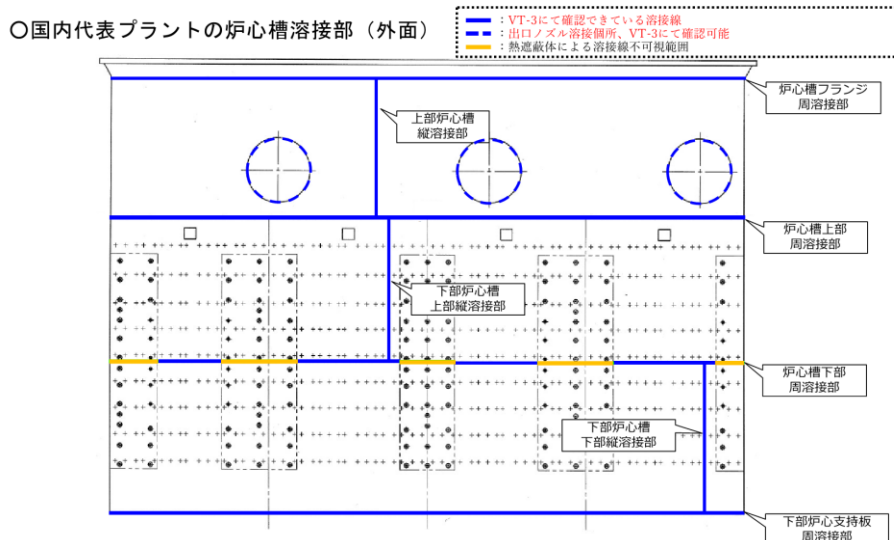 〇国内代表プラントの炉心槽溶接部（外面）
：VT-3にて確認できている溶接線
：出口ノズル溶接個所、VT-3にて確認可能
：熱遮蔽体による溶接線不可視範囲
炉心槽フランジ
周溶接部
上部炉心槽
縦溶接部
炉心槽上部
周溶接部
下部炉心槽
上部縦溶接部
炉心槽下部
周溶接部
下部炉心槽
下部縦溶接部
下部炉心支持板
周溶接部